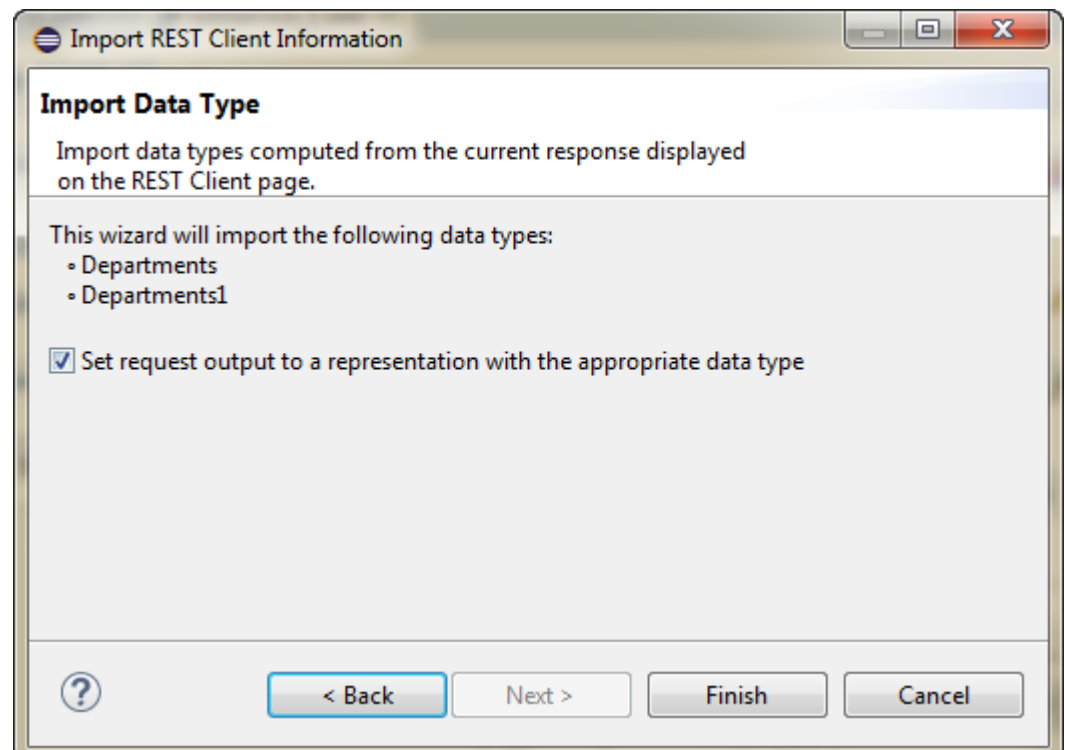 Import REST Client Information
Import Data Type
Import data types computed from the current response displayed
on the REST Client page.
This wizard will import the following data types:
∘ Departments
∘ Departments1
Set request output to a representation with the appropriate data type
?
< Back
Next >
Finish
Cancel